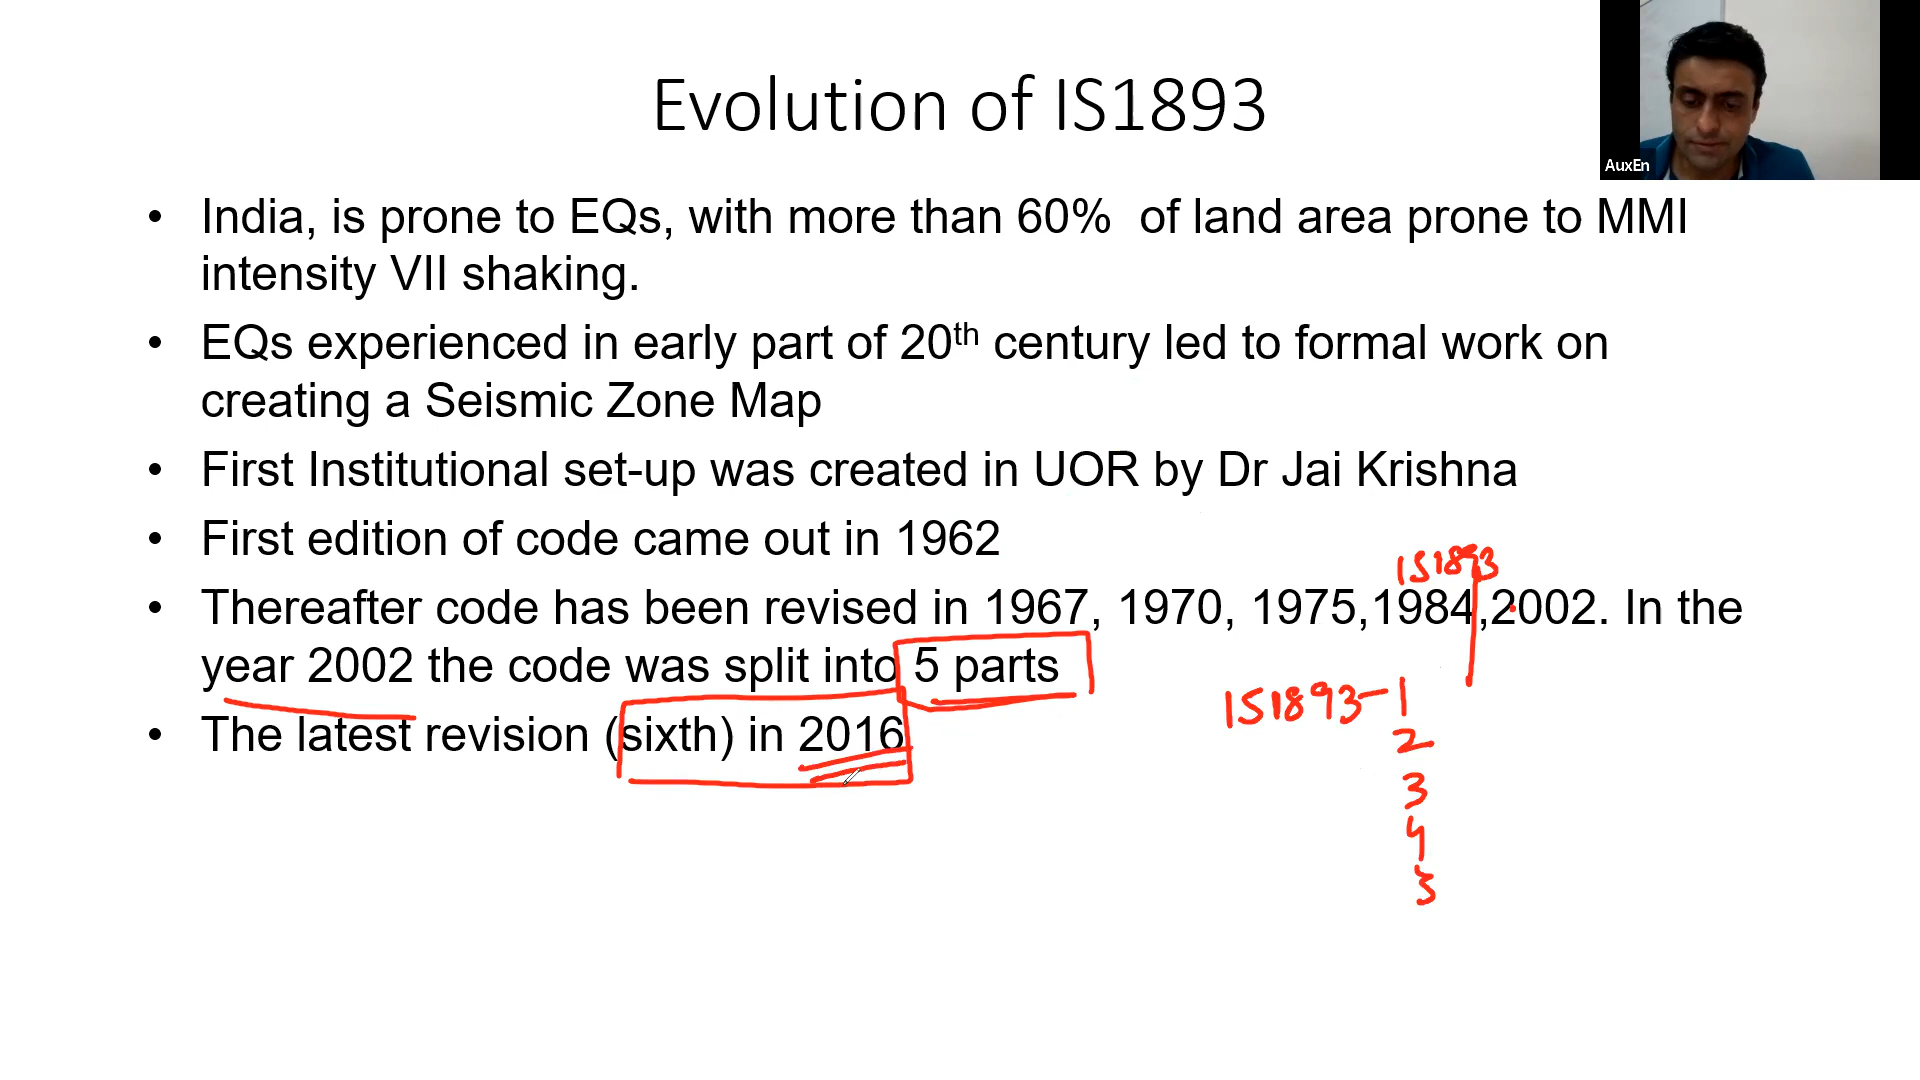 Evolution of IS1893
AuxEn
• India, is prone to EQs, with more than 60% of land area prone to MMI
intensity VII shaking.
• EQs experienced in early part of 20th century led to formal work on
creating a Seismic Zone Map
• First Institutional set-up was created in UOR by Dr Jai Krishna
• First edition of code came out in 1962
IS1893
• Thereafter code has been revised in 1967, 1970, 1975,1984,2002. In the
year 2002 the code was split into 5 parts
IS1893-1
• The latest revision (sixth) in 2016
2
3
4
5